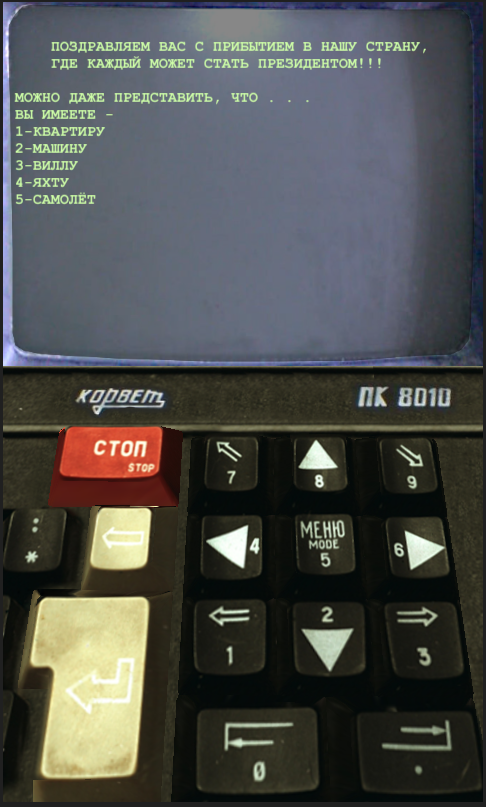 ПОЗДРАВЛЯЕМ ВАС С ПРИБЫТИЕМ В НАШУ СТРАНУ,
ГДЕ КАЖДЫЙ МОЖЕТ СТАТЬ ПРЕЗИДЕНТОМ!!!
МОЖНО ДАЖЕ ПРЕДСТАВИТЬ, ЧТО . . .
ВЫ ИМЕЕТЕ -
1-КВАРТИРУ
2-МАШИНУ
3-ВИЛЛУ
4-ЯХТУ
5-САМОЛЁТ
КОРВЕТ ПК 8010
СТОП
STOP
7 8 9
: *
4
МЕНЮ
MODE
5
6
1 2 3
0 .